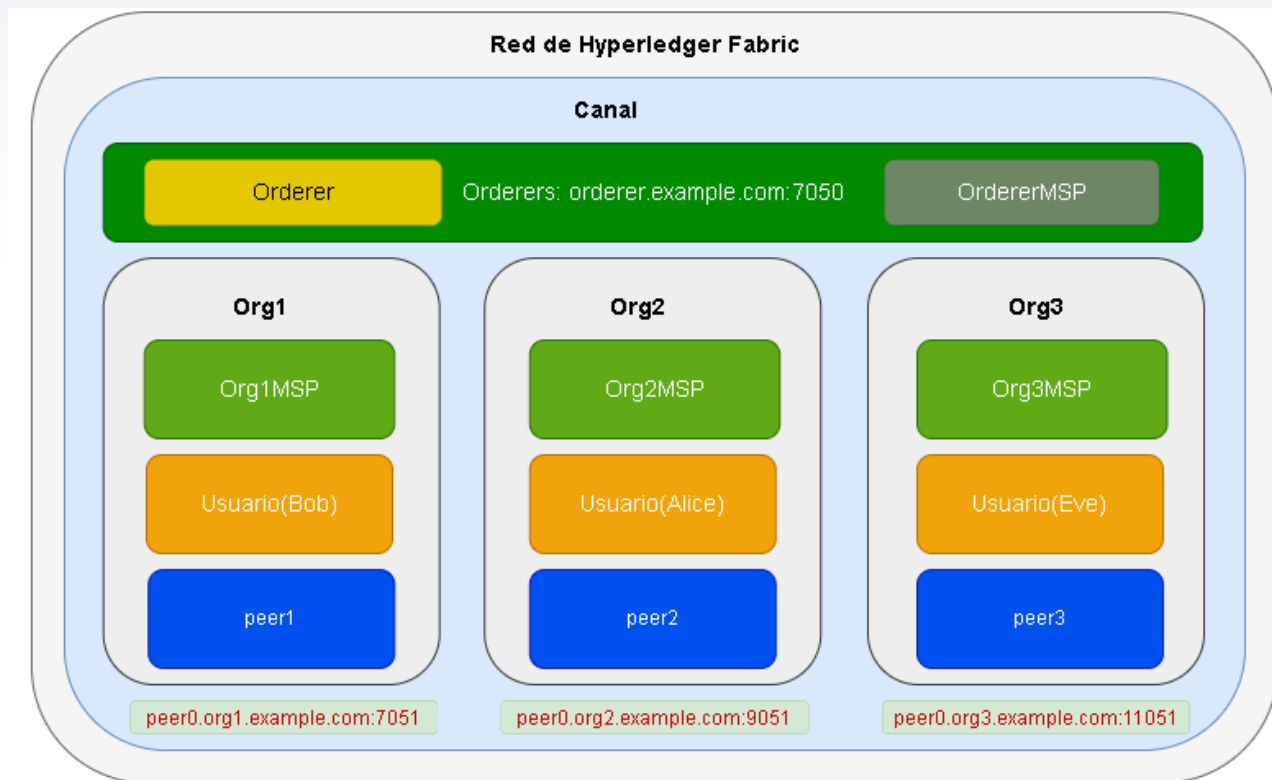 Red de Hyperledger Fabric
Canal
Orderer
Orderers: orderer.example.com:7050
OrdererMSP
Org1
Org2
Org3
Org1MSP
Org2MSP
Org3MSP
Usuario(Bob)
Usuario(Alice)
Usuario(Eve)
peer1
peer2
peer3
peer0.org1.example.com:7051
peer0.org2.example.com:9051
peer0.org3.example.com:11051